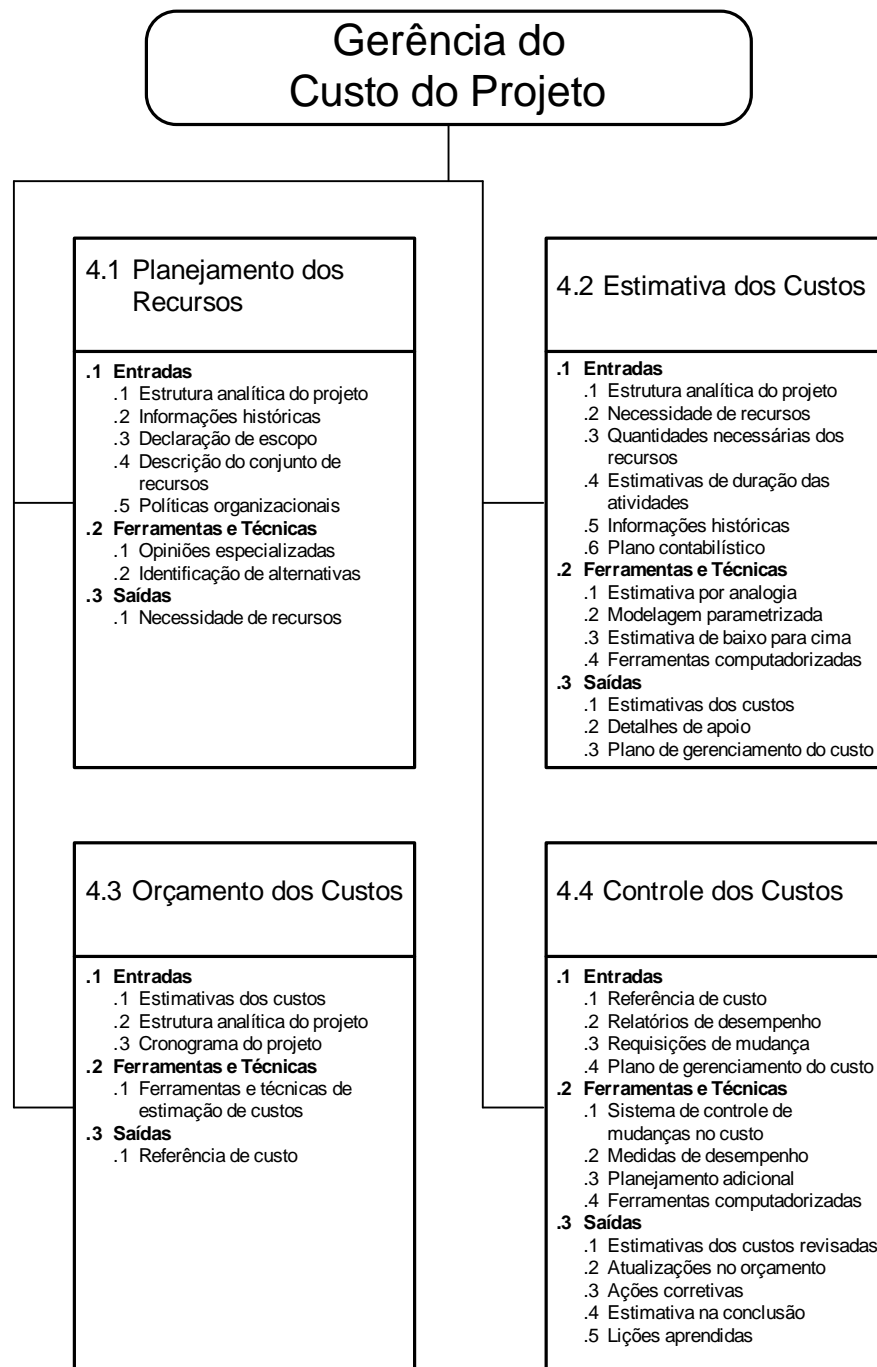 Gerência do
Custo do Projeto
4.1 Planejamento dos
Recursos
.1 Entradas
.1 Estrutura analítica do projeto
.2 Informações históricas
.3 Declaração de escopo
.4 Descrição do conjunto de
recursos
.5 Políticas organizacionais
.2 Ferramentas e Técnicas
.1 Opiniões especializadas
.2 Identificação de alternativas
.3 Saídas
.1 Necessidade de recursos
4.2 Estimativa dos Custos
.1 Entradas
.1 Estrutura analítica do projeto
.2 Necessidade de recursos
.3 Quantidades necessárias dos
recursos
.4 Estimativas de duração das
atividades
.5 Informações históricas
.6 Plano contabilístico
.2 Ferramentas e Técnicas
.1 Estimativa por analogia
.2 Modelagem parametrizada
.3 Estimativa de baixo para cima
.4 Ferramentas computadorizadas
.3 Saídas
.1 Estimativas dos custos
.2 Detalhes de apoio
.3 Plano de gerenciamento do custo
4.3 Orçamento dos Custos
.1 Entradas
.1 Estimativas dos custos
.2 Estrutura analítica do projeto
.3 Cronograma do projeto
.2 Ferramentas e Técnicas
.1 Ferramentas e técnicas de
estimação de custos
.3 Saídas
.1 Referência de custo
4.4 Controle dos Custos
.1 Entradas
.1 Referência de custo
.2 Relatórios de desempenho
.3 Requisições de mudança
.4 Plano de gerenciamento do custo
.2 Ferramentas e Técnicas
.1 Sistema de controle de
mudanças no custo
.2 Medidas de desempenho
.3 Planejamento adicional
.4 Ferramentas computadorizadas
.3 Saídas
.1 Estimativas dos custos revisadas
.2 Atualizações no orçamento
.3 Ações corretivas
.4 Estimativa na conclusão
.5 Lições aprendidas